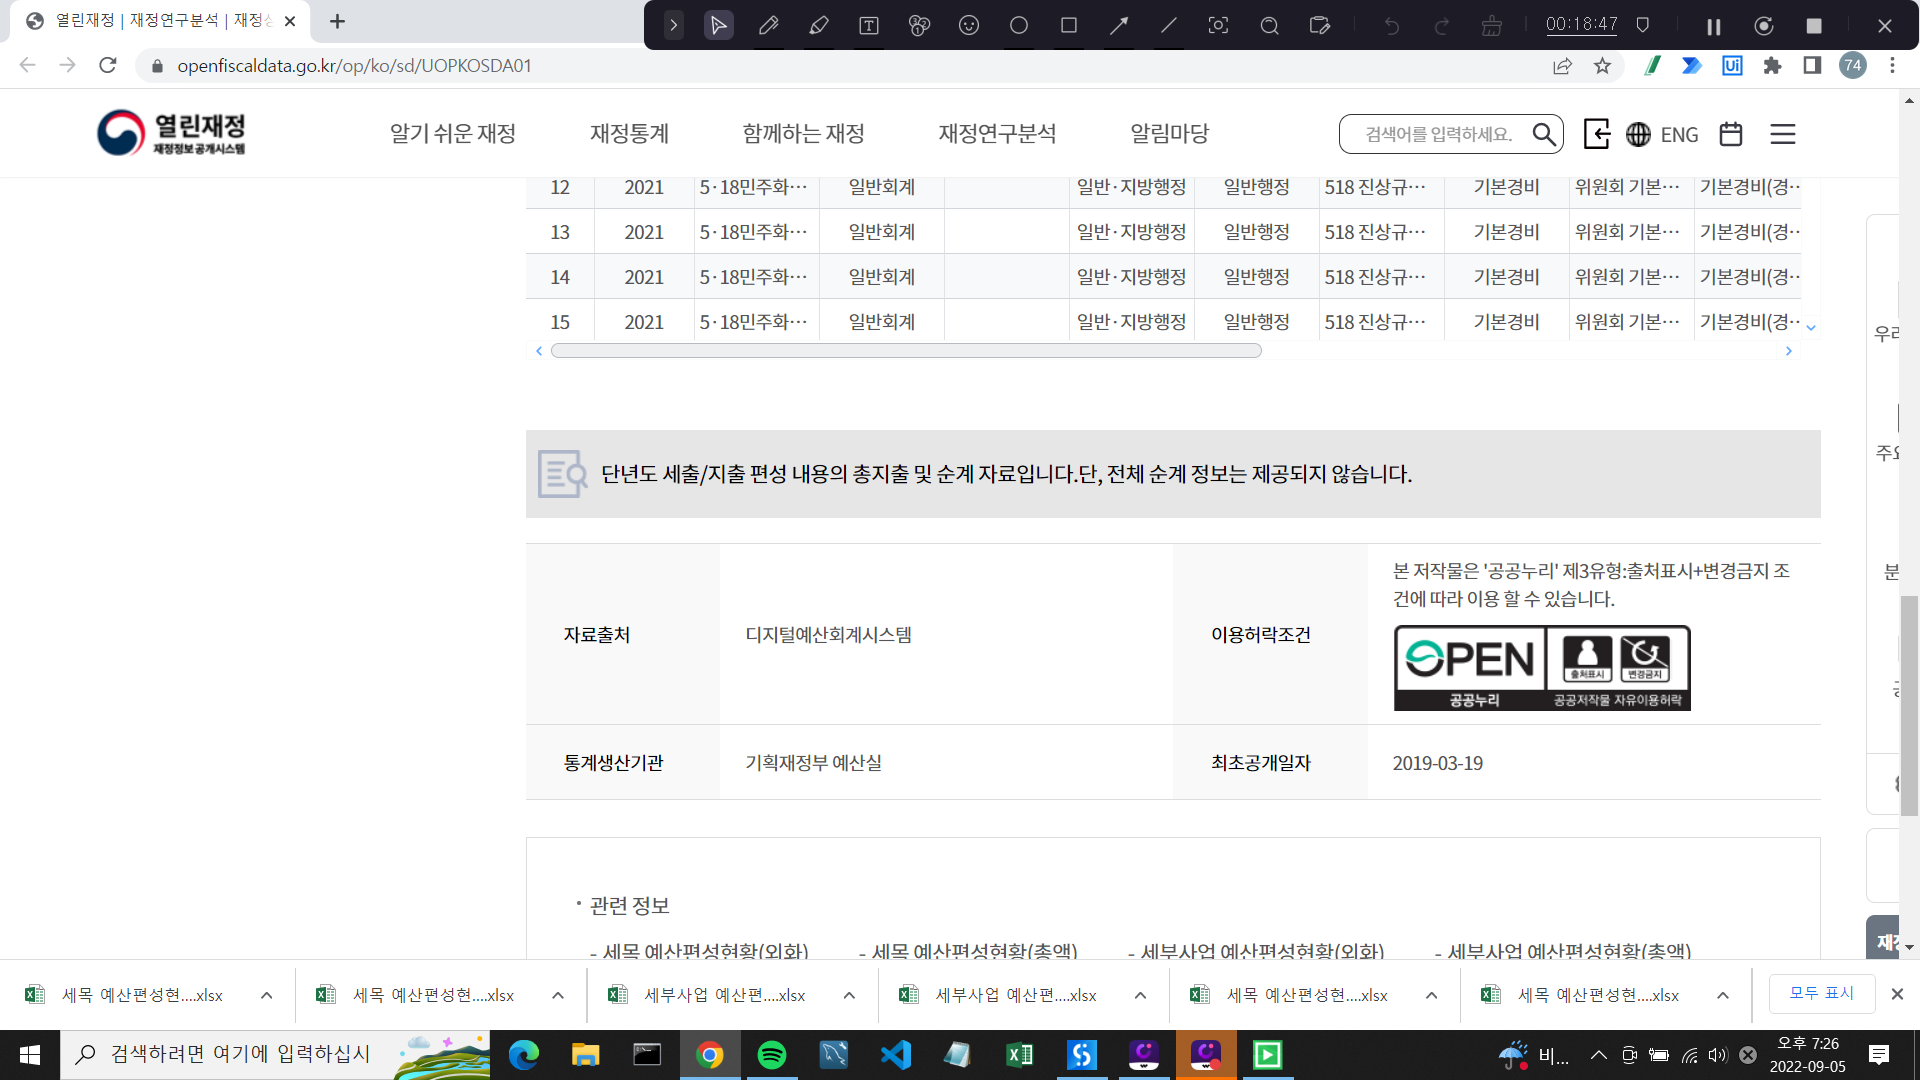 열린재정 | 재정연구분석 | 재정상
00:18:47
openfiscaldata.go.kr/op/ko/sd/UOPKOSDA01
74
열린재정
재정정보공개시스템
알기 쉬운 재정
재정통계
함께하는 재정
재정연구분석
알림마당
검색어를 입력하세요.
ENG
12 2021 5·18민주화… 일반회계 일반·지방행정 일반행정 518 진상규… 기본경비 위원회 기본… 기본경비(경…
13 2021 5·18민주화… 일반회계 일반·지방행정 일반행정 518 진상규… 기본경비 위원회 기본… 기본경비(경…
14 2021 5·18민주화… 일반회계 일반·지방행정 일반행정 518 진상규… 기본경비 위원회 기본… 기본경비(경…
15 2021 5·18민주화… 일반회계 일반·지방행정 일반행정 518 진상규… 기본경비 위원회 기본… 기본경비(경…
단년도 세출/지출 편성 내용의 총지출 및 순계 자료입니다.단, 전체 순계 정보는 제공되지 않습니다.
자료출처
디지털예산회계시스템
이용허락조건
본 저작물은 '공공누리' 제3유형:출처표시+변경금지 조
건에 따라 이용 할 수 있습니다.
OPEN
출처표시
변경금지
공공누리
공공저작물 자유이용허락
통계생산기관
기획재정부 예산실
최초공개일자
2019-03-19
· 관련 정보
- 세목 예산편성현황(외화)
- 세목 예산편성현황(총액)
- 세부사업 예산편성현황(외화)
- 세부사업 예산편성현황(총액)
주요
분
세목 예산편성현....xlsx
세목 예산편성현....xlsx
세부사업 예산편....xlsx
세부사업 예산편....xlsx
세목 예산편성현....xlsx
세목 예산편성현....xlsx
모두 표시
검색하려면 여기에 입력하십시
비...
오후 7:26
2022-09-05